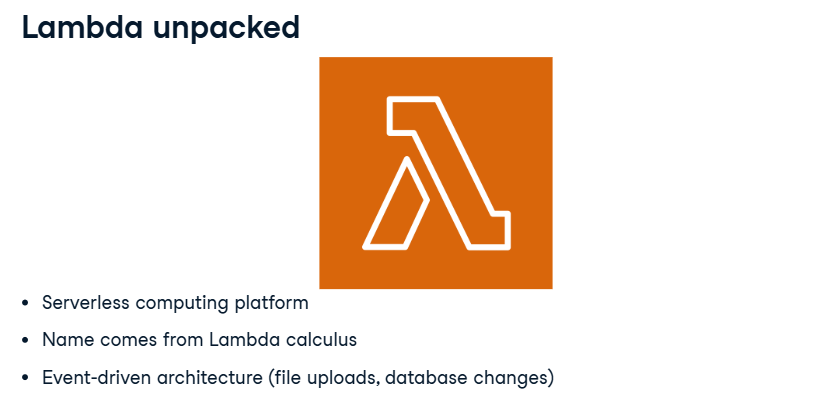 Lambda unpacked
• Serverless computing platform
• Name comes from Lambda calculus
• Event-driven architecture (file uploads, database changes)